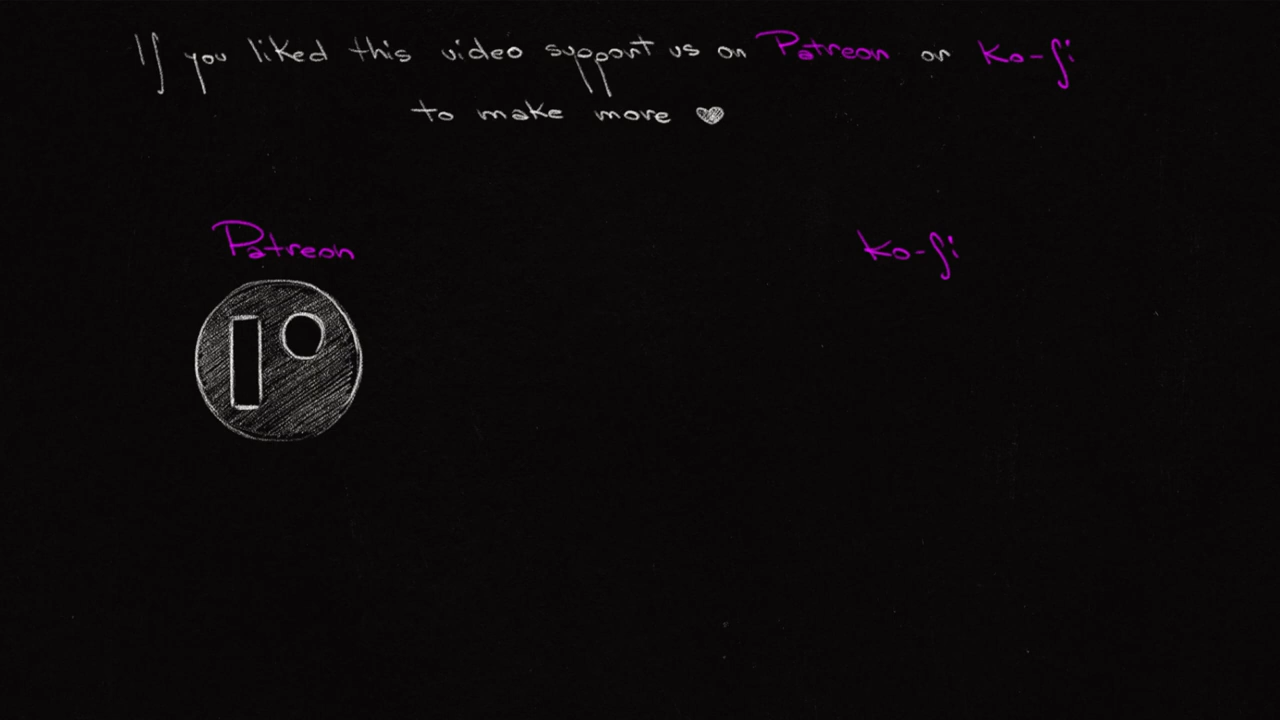 If you liked this video support us on Patreon or Ko-fi
to make more ♥
Patreon
Ko-fi